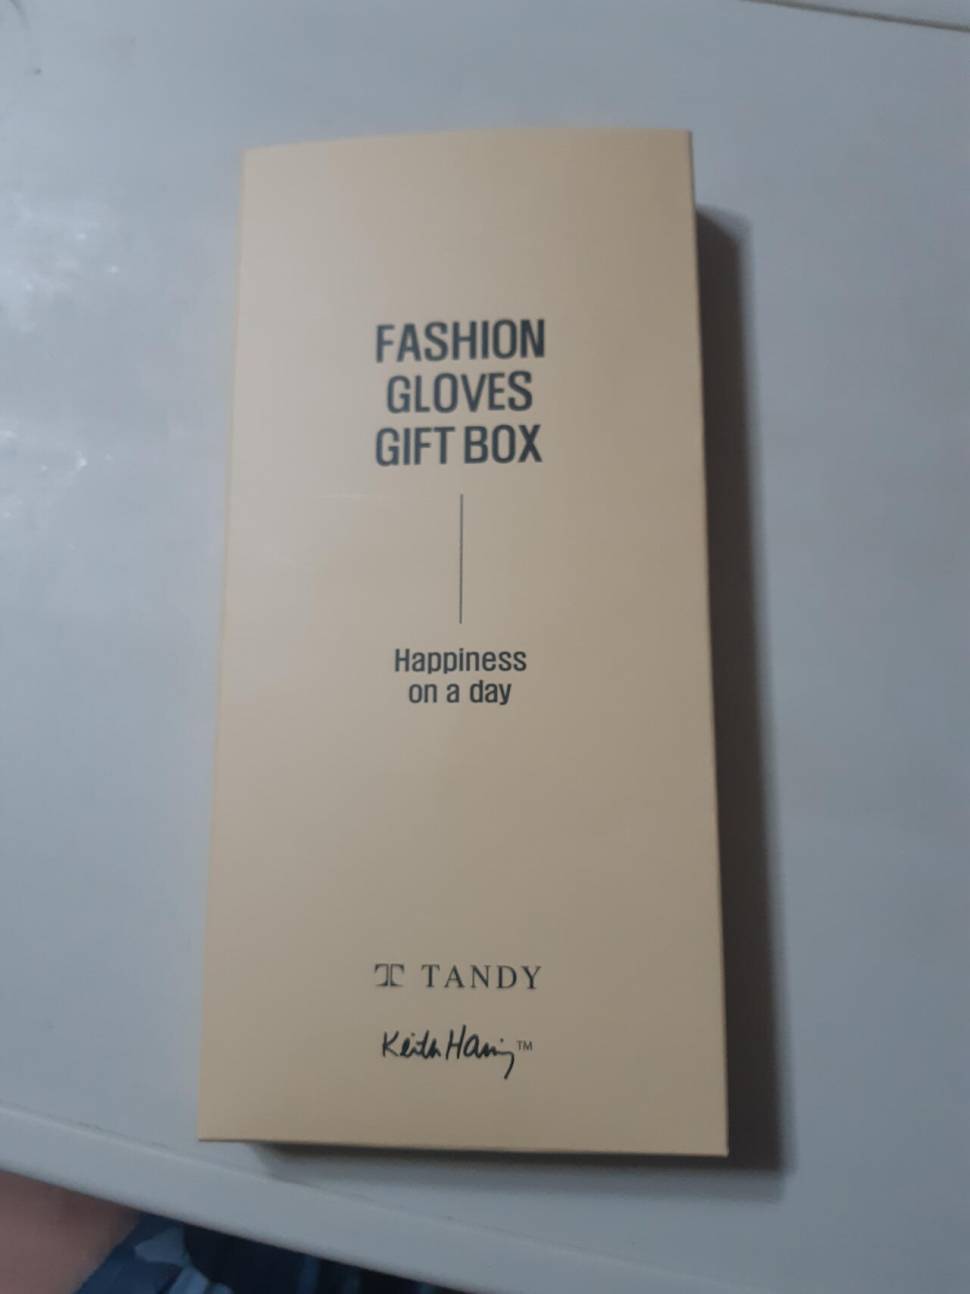 FASHION
GLOVES
GIFT BOX
Happiness
on a day
TANDY
Keith Haring™